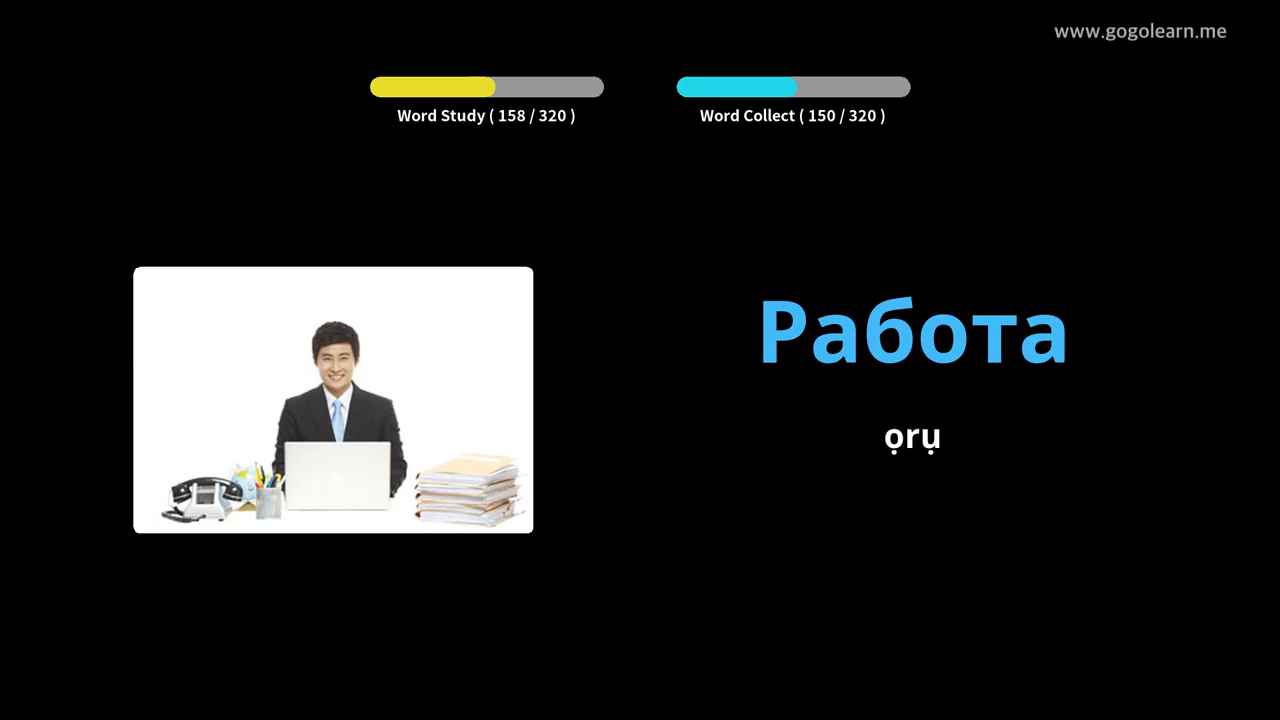 www.gogolearn.me
Word Study ( 158 / 320 )
Word Collect ( 150 / 320 )
Работа
ọrụ